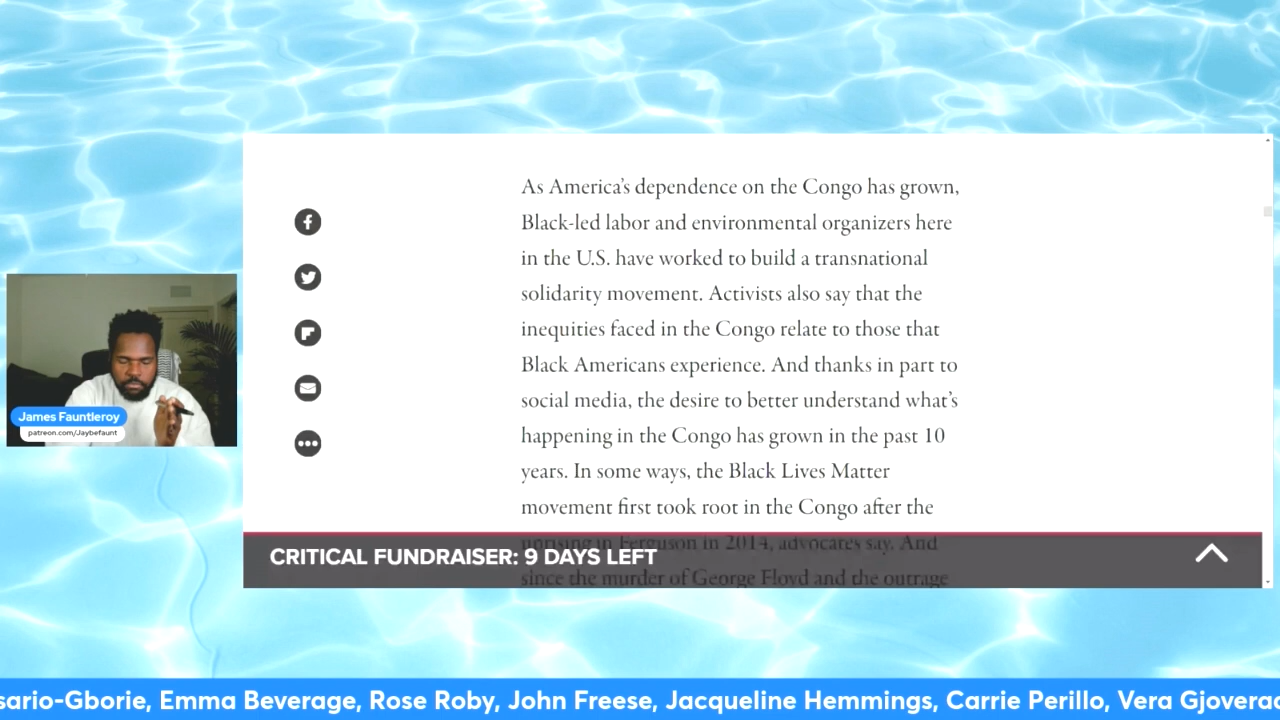 As America's dependence on the Congo has grown,
Black-led labor and environmental organizers here
in the U.S. have worked to build a transnational
solidarity movement. Activists also say that the
inequities faced in the Congo relate to those that
Black Americans experience. And thanks in part to
social media, the desire to better understand what's
happening in the Congo has grown in the past 10
years. In some ways, the Black Lives Matter
movement first took root in the Congo after the
uprising in Ferguson in 2014, advocates say. And
since the murder of George Floyd and the outrage
CRITICAL FUNDRAISER: 9 DAYS LEFT
James Fauntleroy
patreon.com/Jaybefaunt
sario-Gborie, Emma Beverage, Rose Roby, John Freese, Jacqueline Hemmings, Carrie Perillo, Vera Gjoverac